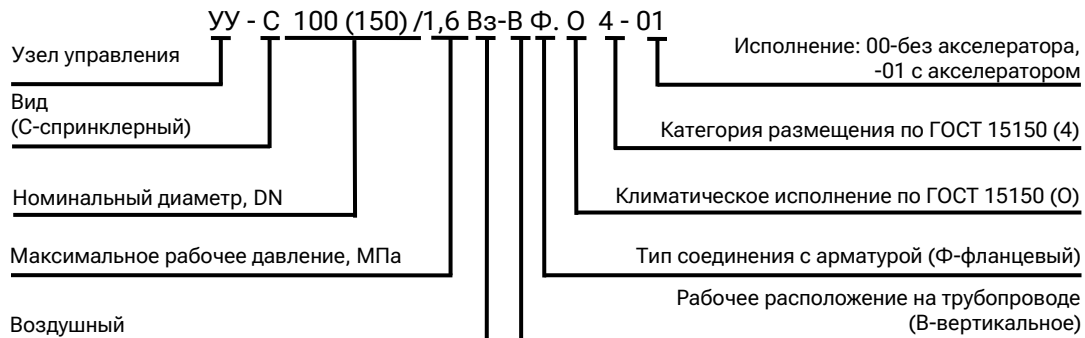 УУ - С 100 (150) /1,6 Вз-В Ф. О 4 - 01
Узел управления
Вид
(С-спринклерный)
Номинальный диаметр, DN
Максимальное рабочее давление, МПа
Воздушный
Исполнение: 00-без акселератора,
-01 с акселератором
Категория размещения по ГОСТ 15150 (4)
Климатическое исполнение по ГОСТ 15150 (О)
Тип соединения с арматурой (Ф-фланцевый)
Рабочее расположение на трубопроводе
(В-вертикальное)